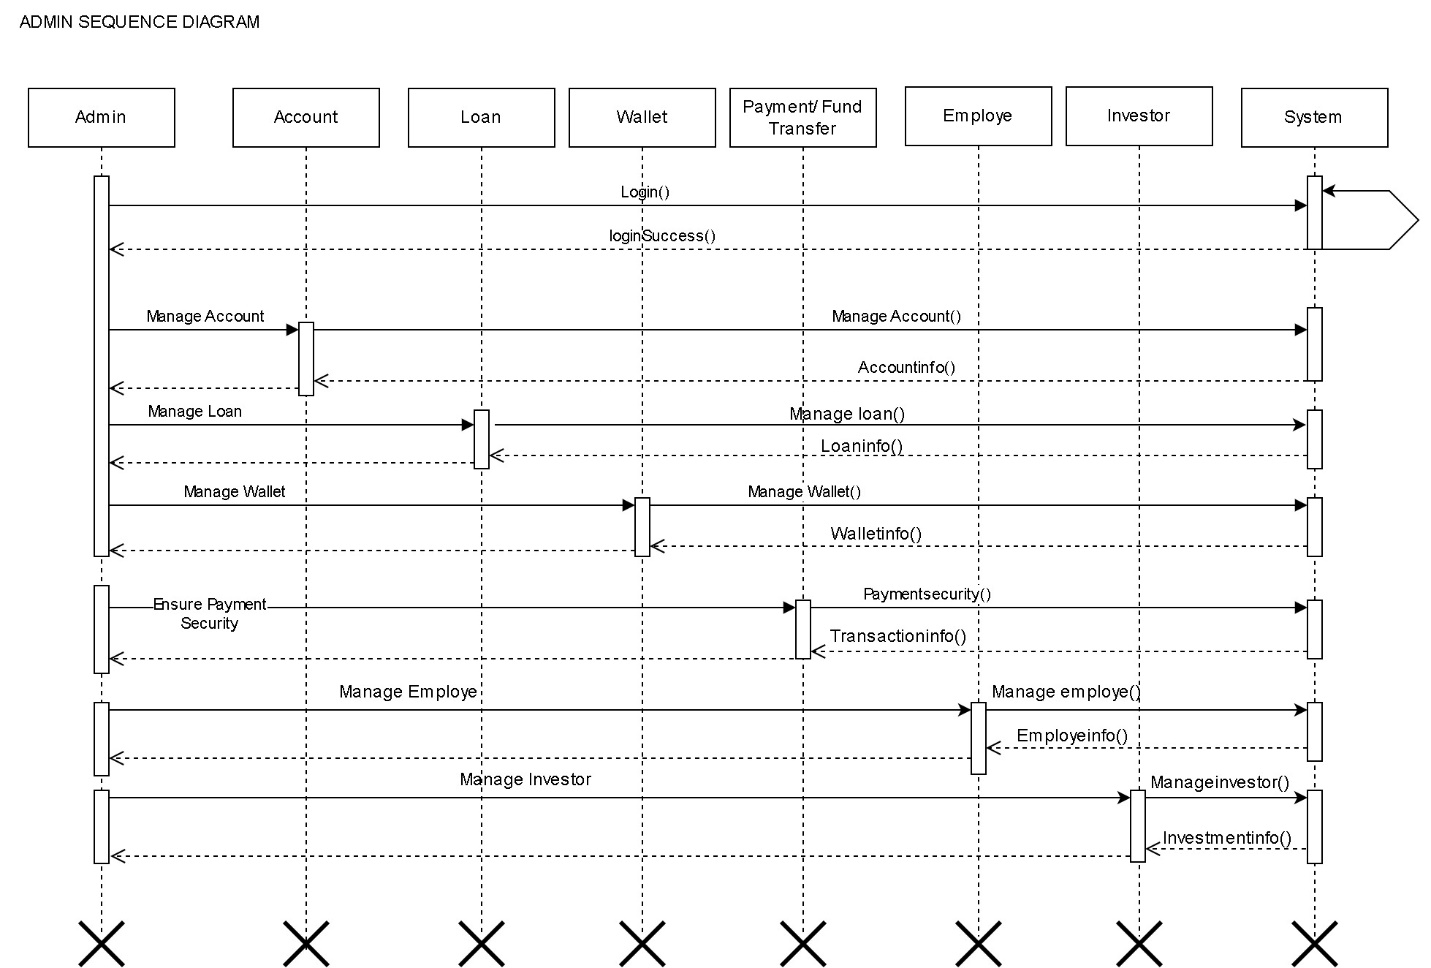 ADMIN SEQUENCE DIAGRAM
Admin
Account
Loan
Wallet
Payment/ Fund
Transfer
Employe
Investor
System
Login()
loginSuccess()
Manage Account
Manage Account()
Accountinfo()
Manage Loan
Manage loan()
Loaninfo()
Manage Wallet
Manage Wallet()
Walletinfo()
Ensure Payment
Security
Paymentsecurity()
Transactioninfo()
Manage Employe
Manage employe()
Employeinfo()
Manage Investor
Manageinvestor()
Investmentinfo()